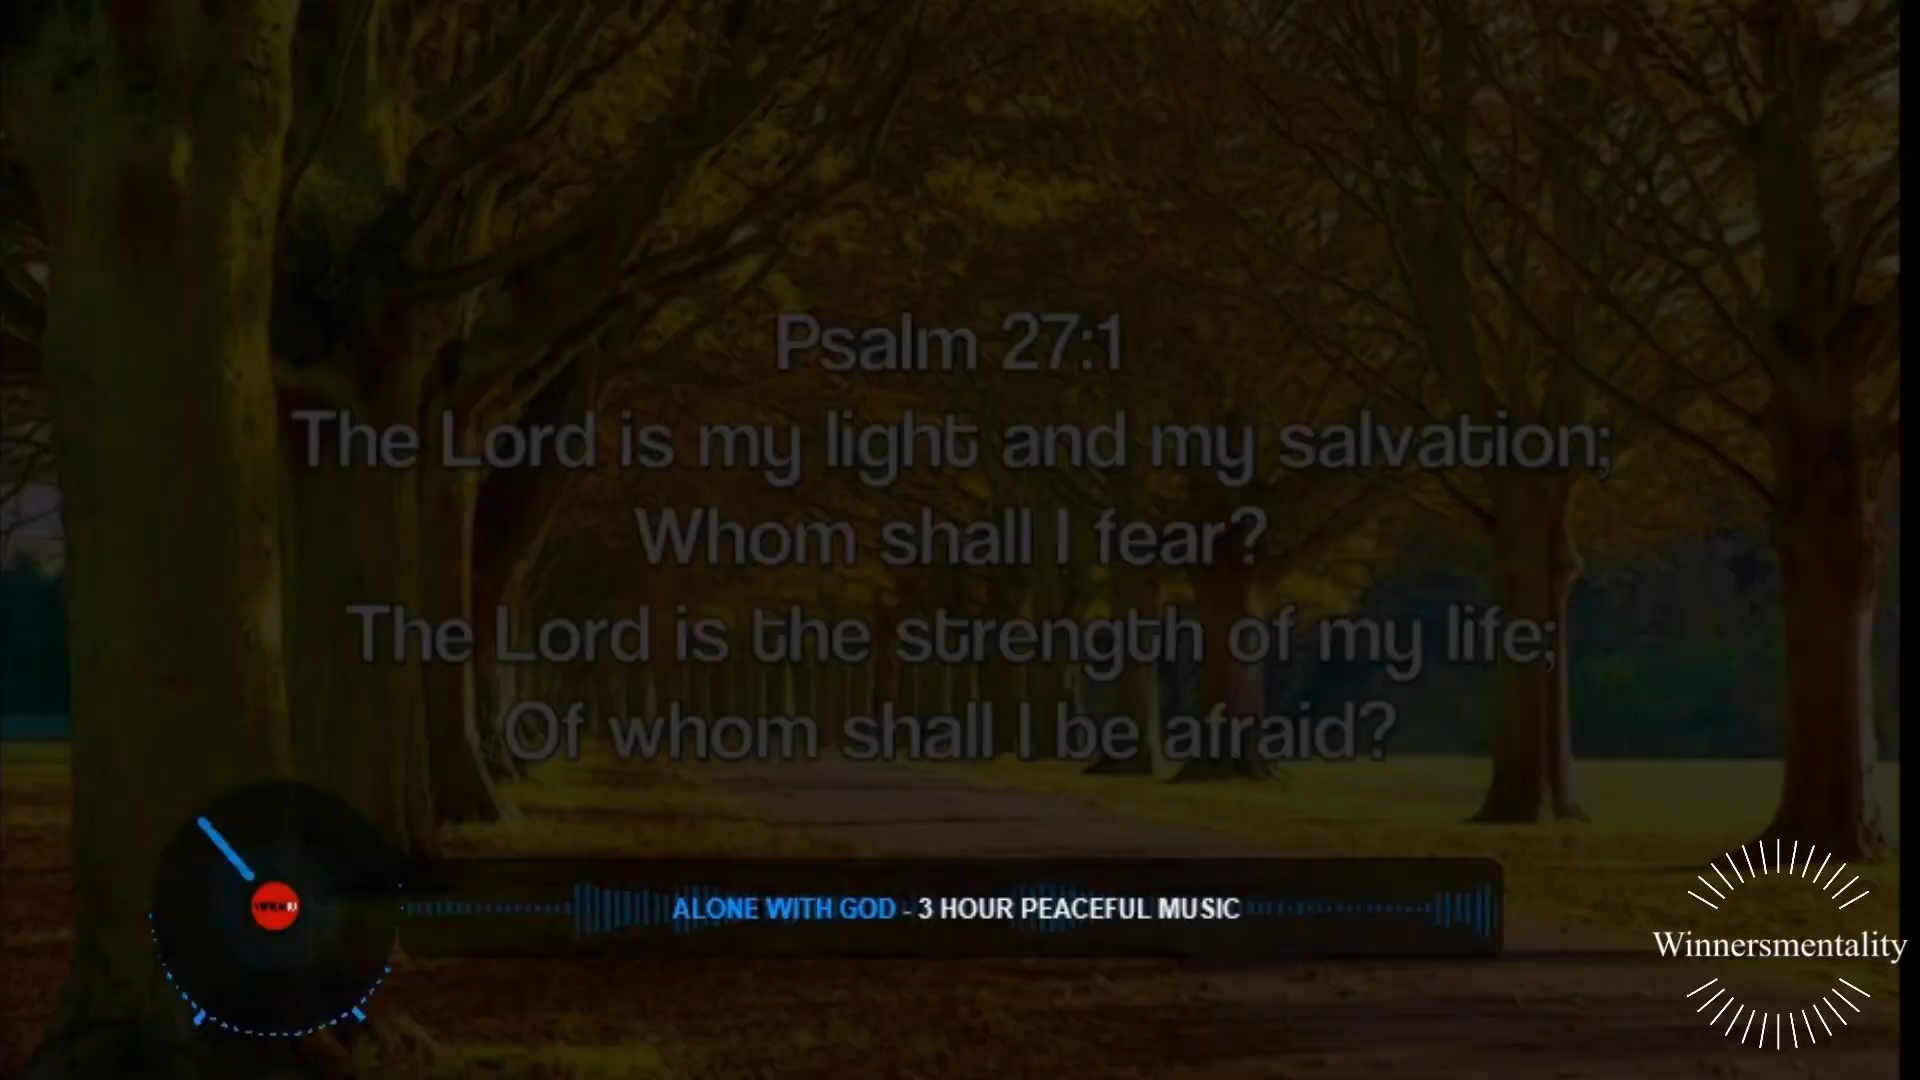 Psalm 27:1
The Lord is my light and my salvation;
Whom shall I fear?
The Lord is the strength of my life;
Of whom shall I be afraid?
ALONE WITH GOD - 3 HOUR PEACEFUL MUSIC
Winnersmentality